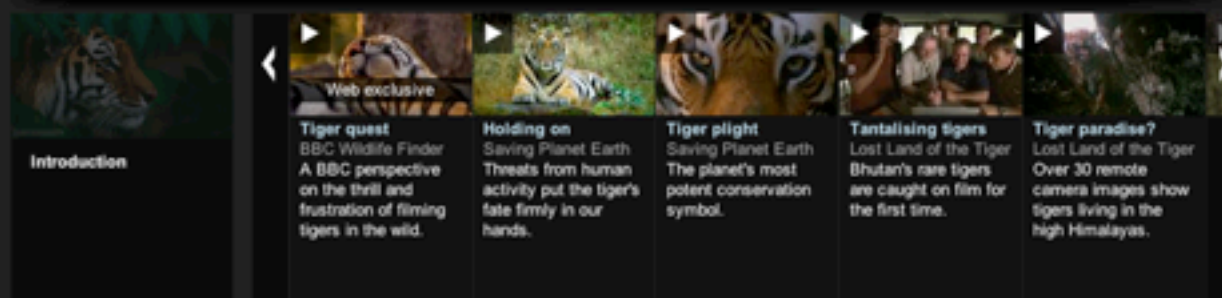 Introduction
Web exclusive
Tiger quest
BBC Wildlife Finder
A BBC perspective
on the thrill and
frustration of filming
tigers in the wild.
Holding on
Saving Planet Earth
Threats from human
activity put the tiger's
fate firmly in our
hands.
Tiger plight
Saving Planet Earth
The planet's most
potent conservation
symbol.
Tantalising tigers
Lost Land of the Tiger
Bhutan's rare tigers
are caught on film for
the first time.
Tiger paradise?
Lost Land of the Tiger
Over 30 remote
camera images show
tigers living in the
high Himalayas.